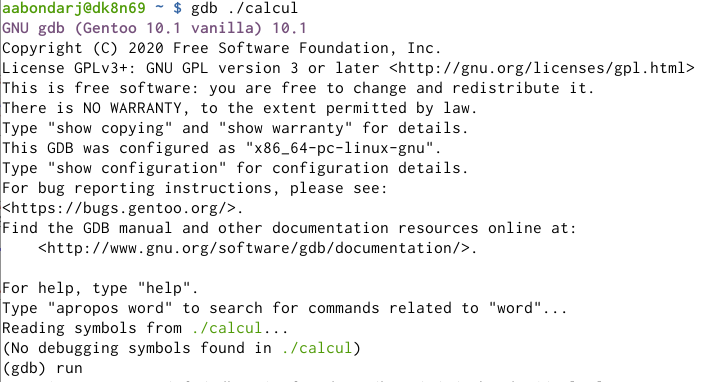 aabondarj@dk8n69 ~ $ gdb ./calcul
GNU gdb (Gentoo 10.1 vanilla) 10.1
Copyright (C) 2020 Free Software Foundation, Inc.
License GPLv3+: GNU GPL version 3 or later <http://gnu.org/licenses/gpl.html>
This is free software: you are free to change and redistribute it.
There is NO WARRANTY, to the extent permitted by law.
Type "show copying" and "show warranty" for details.
This GDB was configured as "x86_64-pc-linux-gnu".
Type "show configuration" for configuration details.
For bug reporting instructions, please see:
<https://bugs.gentoo.org/>.
Find the GDB manual and other documentation resources online at:
    <http://www.gnu.org/software/gdb/documentation/>.

For help, type "help".
Type "apropos word" to search for commands related to "word"...
Reading symbols from ./calcul...
(No debugging symbols found in ./calcul)
(gdb) run